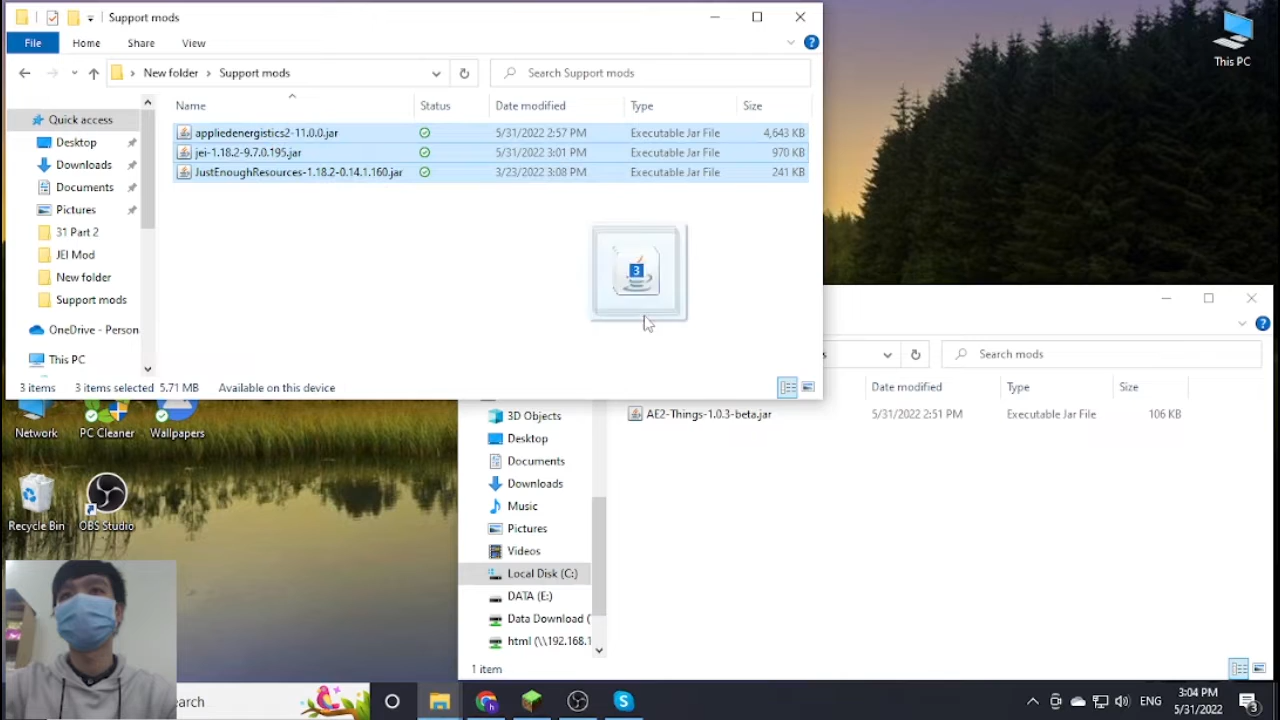 Support mods
File Home Share View
New folder Support mods
Search Support mods
Name Status Date modified Type Size
appliedenergistics2-11.0.0.jar 5/31/2022 2:57 PM Executable Jar File 4,643 KB
jei-1.18.2-9.7.0.195.jar 5/31/2022 3:01 PM Executable Jar File 970 KB
JustEnoughResources-1.18.2-0.14.1.160.jar 3/23/2022 3:08 PM Executable Jar File 241 KB
Quick access
Desktop
Downloads
Documents
Pictures
31 Part 2
JEI Mod
New folder
Support mods
OneDrive - Person
This PC
3 items 3 items selected 5.71 MB Available on this device
3
This PC
s
Search mods
Date modified Type Size
AE2-Things-1.0.3-beta.jar 5/31/2022 2:51 PM Executable Jar File 106 KB
3D Objects
Desktop
Documents
Downloads
Music
Pictures
Videos
Local Disk (C:)
DATA (E:)
Data Download (
html (\\192.168.1
1 item
Network
PC Cleaner
Wallpapers
Recycle Bin
OBS Studio
earch
ENG
3:04 PM
5/31/2022
3